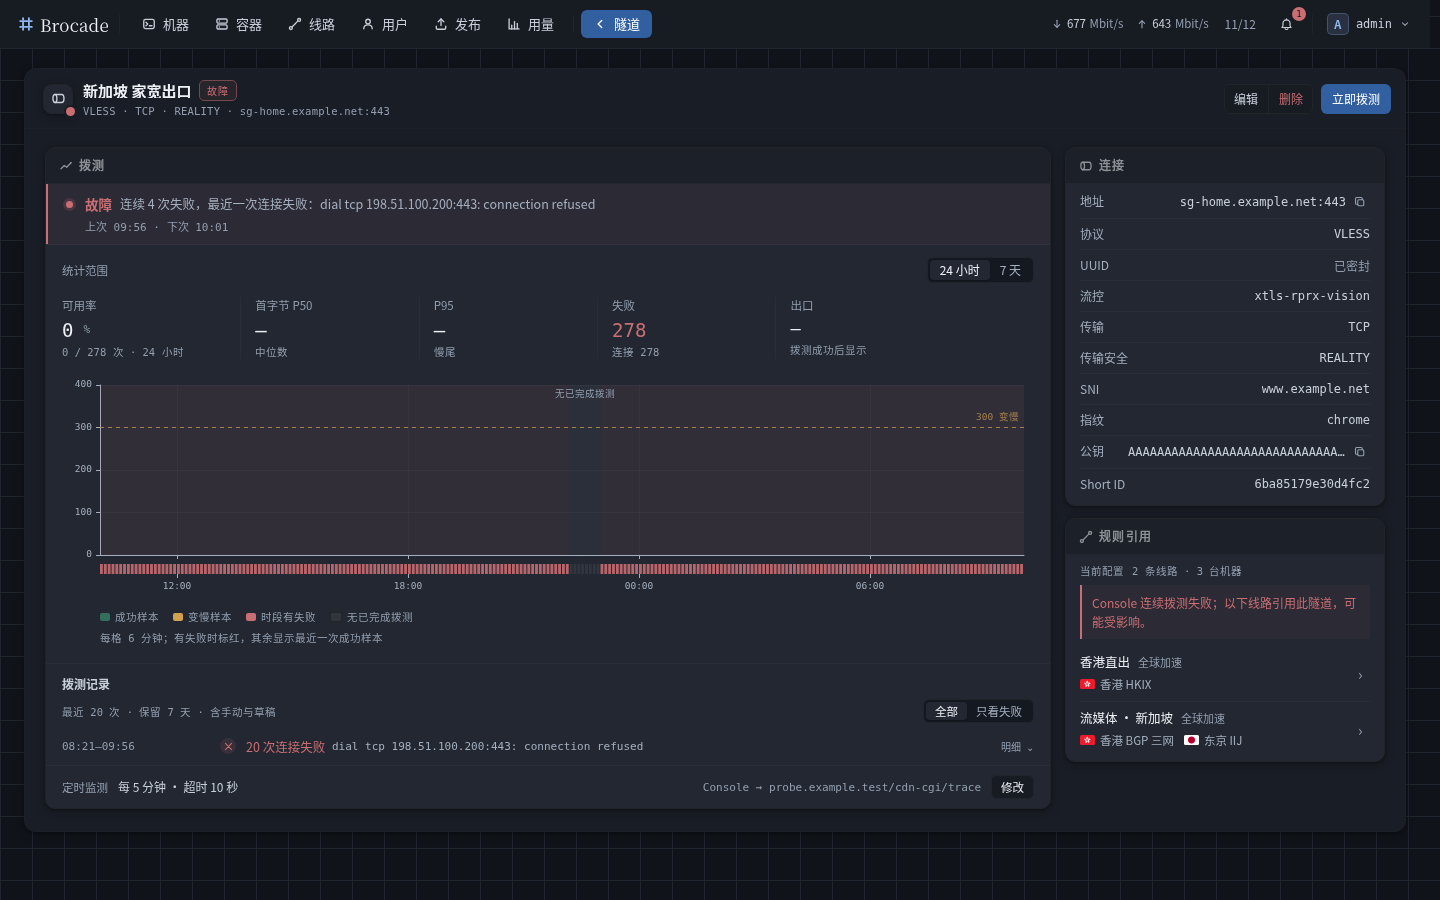 Brocade 机器 容器 线路 用户 发布 用量 隧道 ↓ 677 Mbit/s ↑ 643 Mbit/s 11/12 1 A admin
新加坡 家宽出口 故障
VLESS · TCP · REALITY · sg-home.example.net:443
编辑 删除 立即拨测
拨测
故障 连续 4 次失败，最近一次连接失败：dial tcp 198.51.100.200:443: connection refused
上次 09:56 · 下次 10:01
统计范围 24 小时 7 天
可用率 首字节 P50 P95 失败 出口
0 % — — 278 —
0 / 278 次 · 24 小时 中位数 慢尾 连接 278 拨测成功后显示
400
无已完成拨测
300 变慢
300
200
100
0
12:00 18:00 00:00 06:00
成功样本 变慢样本 时段有失败 无已完成拨测
每格 6 分钟；有失败时标红，其余显示最近一次成功样本
拨测记录
最近 20 次 · 保留 7 天 · 含手动与草稿 全部 只看失败
08:21—09:56 20 次连接失败 dial tcp 198.51.100.200:443: connection refused 明细
定时监测 每 5 分钟 · 超时 10 秒 Console → probe.example.test/cdn-cgi/trace 修改
连接
地址 sg-home.example.net:443
协议 VLESS
UUID 已密封
流控 xtls-rprx-vision
传输 TCP
传输安全 REALITY
SNI www.example.net
指纹 chrome
公钥 AAAAAAAAAAAAAAAAAAAAAAAAAAAAAA…
Short ID 6ba85179e30d4fc2
规则引用
当前配置 2 条线路 · 3 台机器
Console 连续拨测失败；以下线路引用此隧道，可
能受影响。
香港直出 全球加速
香港 HKIX
流媒体 · 新加坡 全球加速
香港 BGP 三网 东京 IIJ